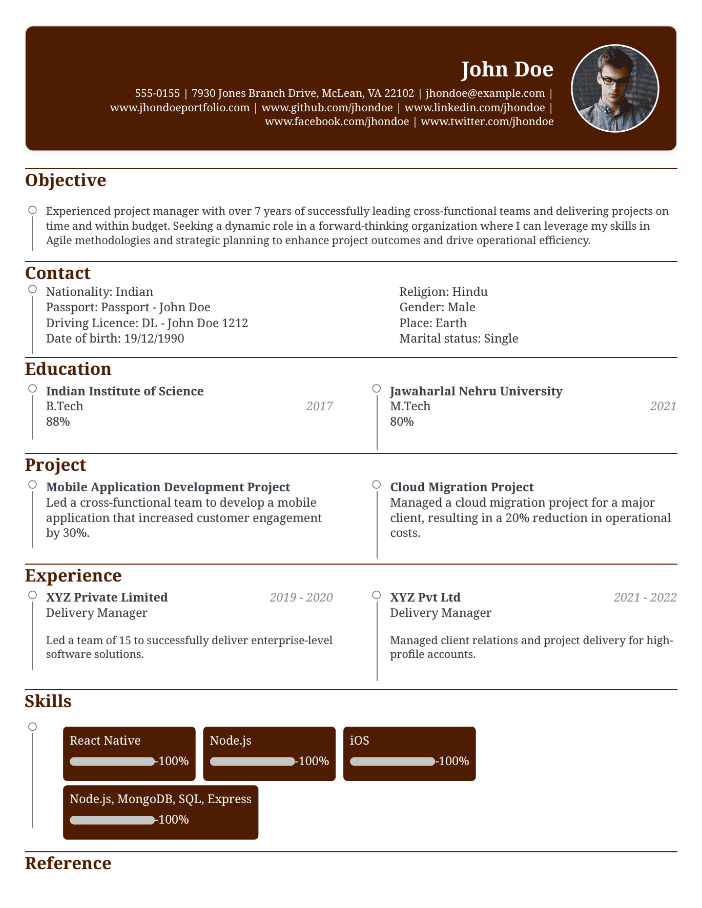 John Doe
555-0155 | 7930 Jones Branch Drive, McLean, VA 22102 | jhondoe@example.com |
www.jhondoeportfolio.com | www.github.com/jhondoe | www.linkedin.com/jhondoe |
www.facebook.com/jhondoe | www.twitter.com/jhondoe
Objective
Experienced project manager with over 7 years of successfully leading cross-functional teams and delivering projects on
time and within budget. Seeking a dynamic role in a forward-thinking organization where I can leverage my skills in
Agile methodologies and strategic planning to enhance project outcomes and drive operational efficiency.
Contact
Nationality: Indian
Passport: Passport - John Doe
Driving Licence: DL - John Doe 1212
Date of birth: 19/12/1990
Religion: Hindu
Gender: Male
Place: Earth
Marital status: Single
Education
Indian Institute of Science
B.Tech 2017
88%
Jawaharlal Nehru University
M.Tech 2021
80%
Project
Mobile Application Development Project
Led a cross-functional team to develop a mobile
application that increased customer engagement
by 30%.
Cloud Migration Project
Managed a cloud migration project for a major
client, resulting in a 20% reduction in operational
costs.
Experience
XYZ Private Limited 2019 - 2020
Delivery Manager
Led a team of 15 to successfully deliver enterprise-level
software solutions.
XYZ Pvt Ltd 2021 - 2022
Delivery Manager
Managed client relations and project delivery for high-
profile accounts.
Skills
React Native
-100%
Node.js
-100%
iOS
-100%
Node.js, MongoDB, SQL, Express
-100%
Reference